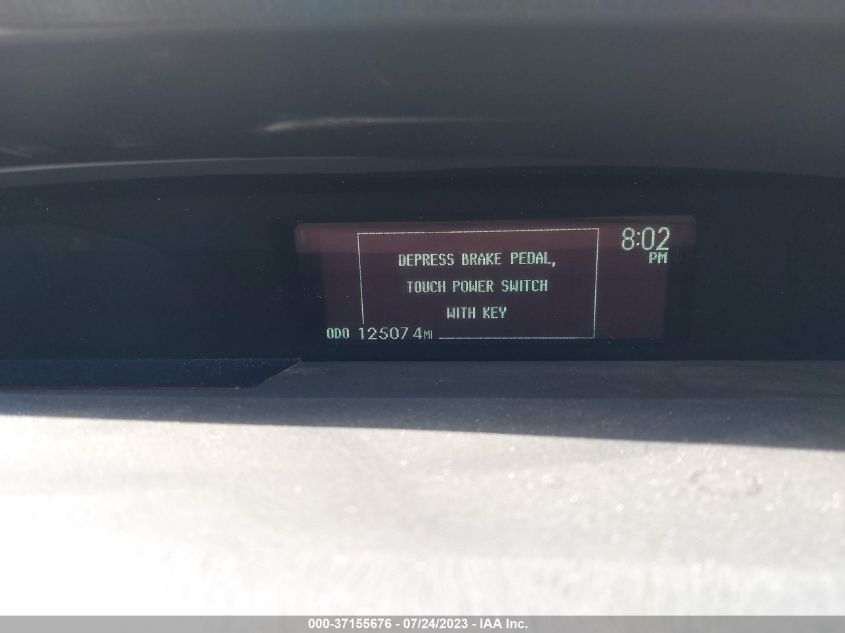 8:02
PM
DEPRESS BRAKE PEDAL,
TOUCH POWER SWITCH
WITH KEY
ODO 125074 MI
000-37155676 - 07/24/2023 - IAA Inc.